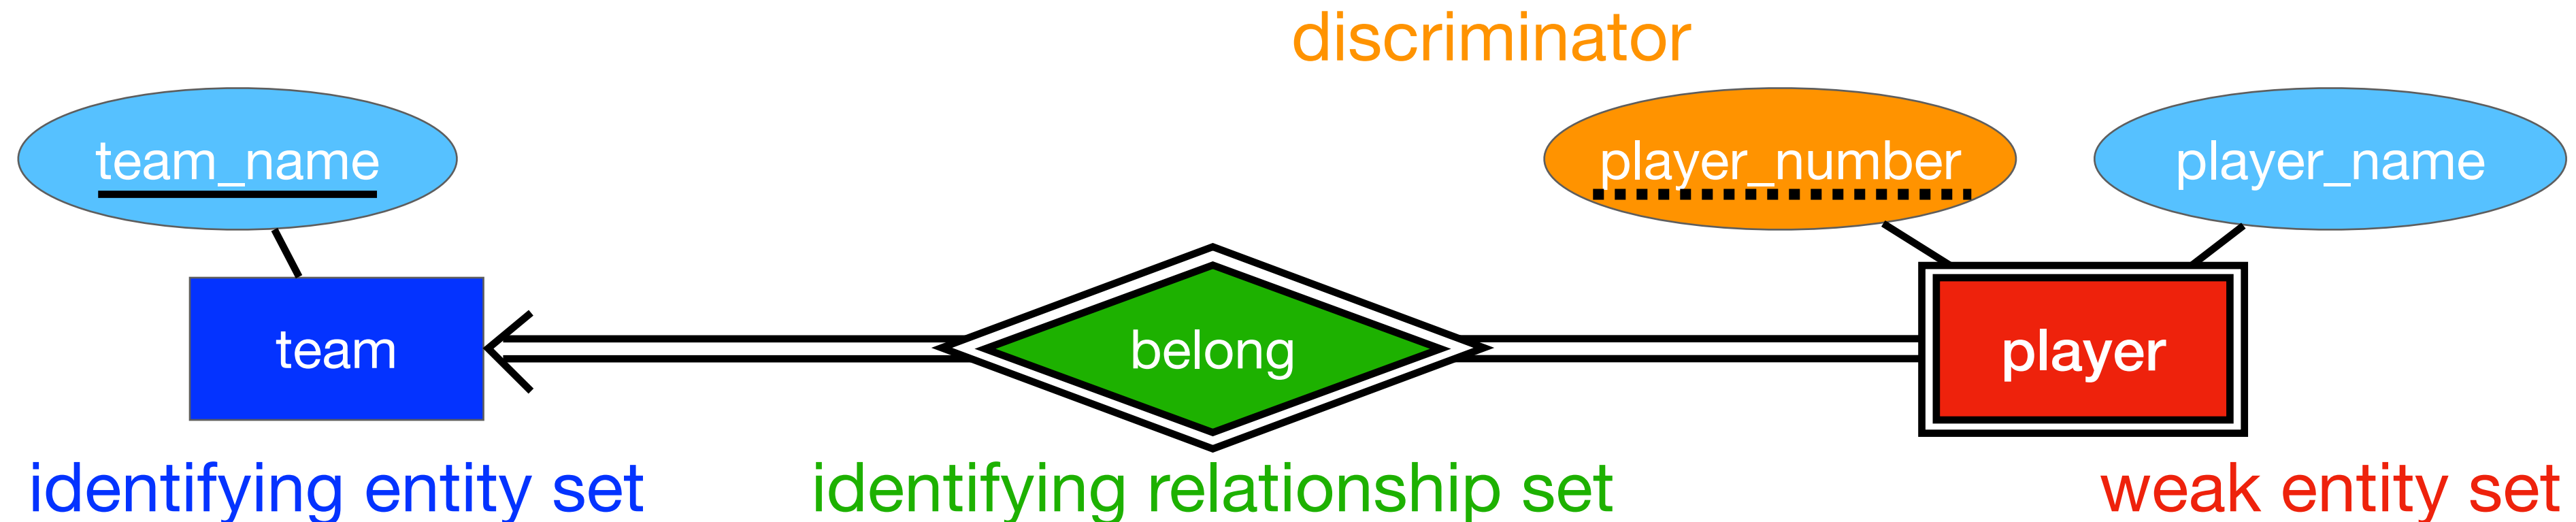 discriminator
team_name
player_number
player_name
team
belong
player
identifying entity set
identifying relationship set
weak entity set